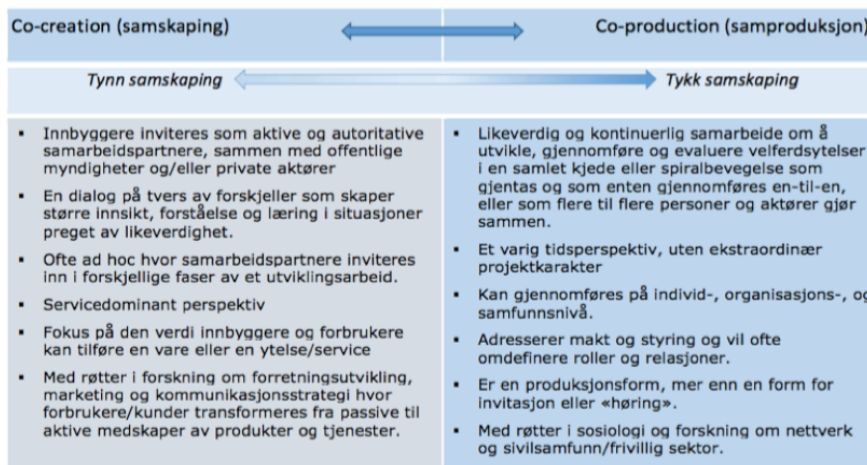 Co-creation (samskaping)
Co-production (samproduksjon)
Tynn samskaping
Tykk samskaping
▪ Innbyggere inviteres som aktive og autoritative
samarbeidspartnere, sammen med offentlige
myndigheter og/eller private aktører
▪ En dialog på tvers av forskjeller som skaper
større innsikt, forståelse og læring i situasjoner
preget av likeverdighet.
▪ Ofte ad hoc hvor samarbeidspartnere inviteres
inn i forskjellige faser av et utviklingsarbeid.
▪ Servicedominant perspektiv
▪ Fokus på den verdi innbyggere og forbrukere
kan tilføre en vare eller en ytelse/service
▪ Med røtter i forskning om forretningsutvikling,
marketing og kommunikasjonsstrategi hvor
forbrukere/kunder transformeres fra passive til
aktive medskaper av produkter og tjenester.
▪ Likeverdig og kontinuerlig samarbeide om å
utvikle, gjennomføre og evaluere velferdsytelser
i en samlet kjede eller spiralbevegelse som
gjentas og som enten gjennomføres en-til-en,
eller som flere til flere personer og aktører gjør
sammen.
▪ Et varig tidsperspektiv, uten ekstraordinær
projektkarakter
▪ Kan gjennomføres på individ-, organisasjons-, og
samfunnsnivå.
▪ Adresserer makt og styring og vil ofte
omdefinere roller og relasjoner.
▪ Er en produksjonsform, mer enn en form for
invitasjon eller «høring».
▪ Med røtter i sosiologi og forskning om nettverk
og sivilsamfunn/frivillig sektor.